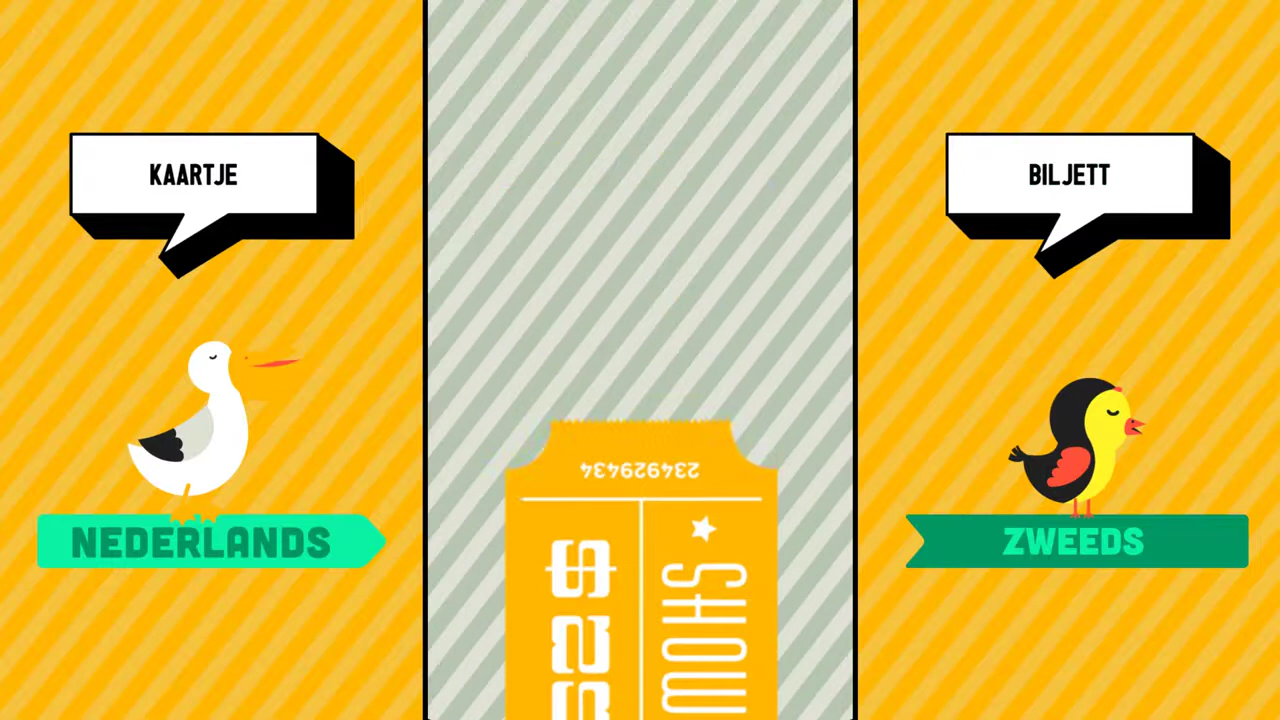 KAARTJE
NEDERLANDS
234929434
SHOW
BILJETT
ZWEEDS